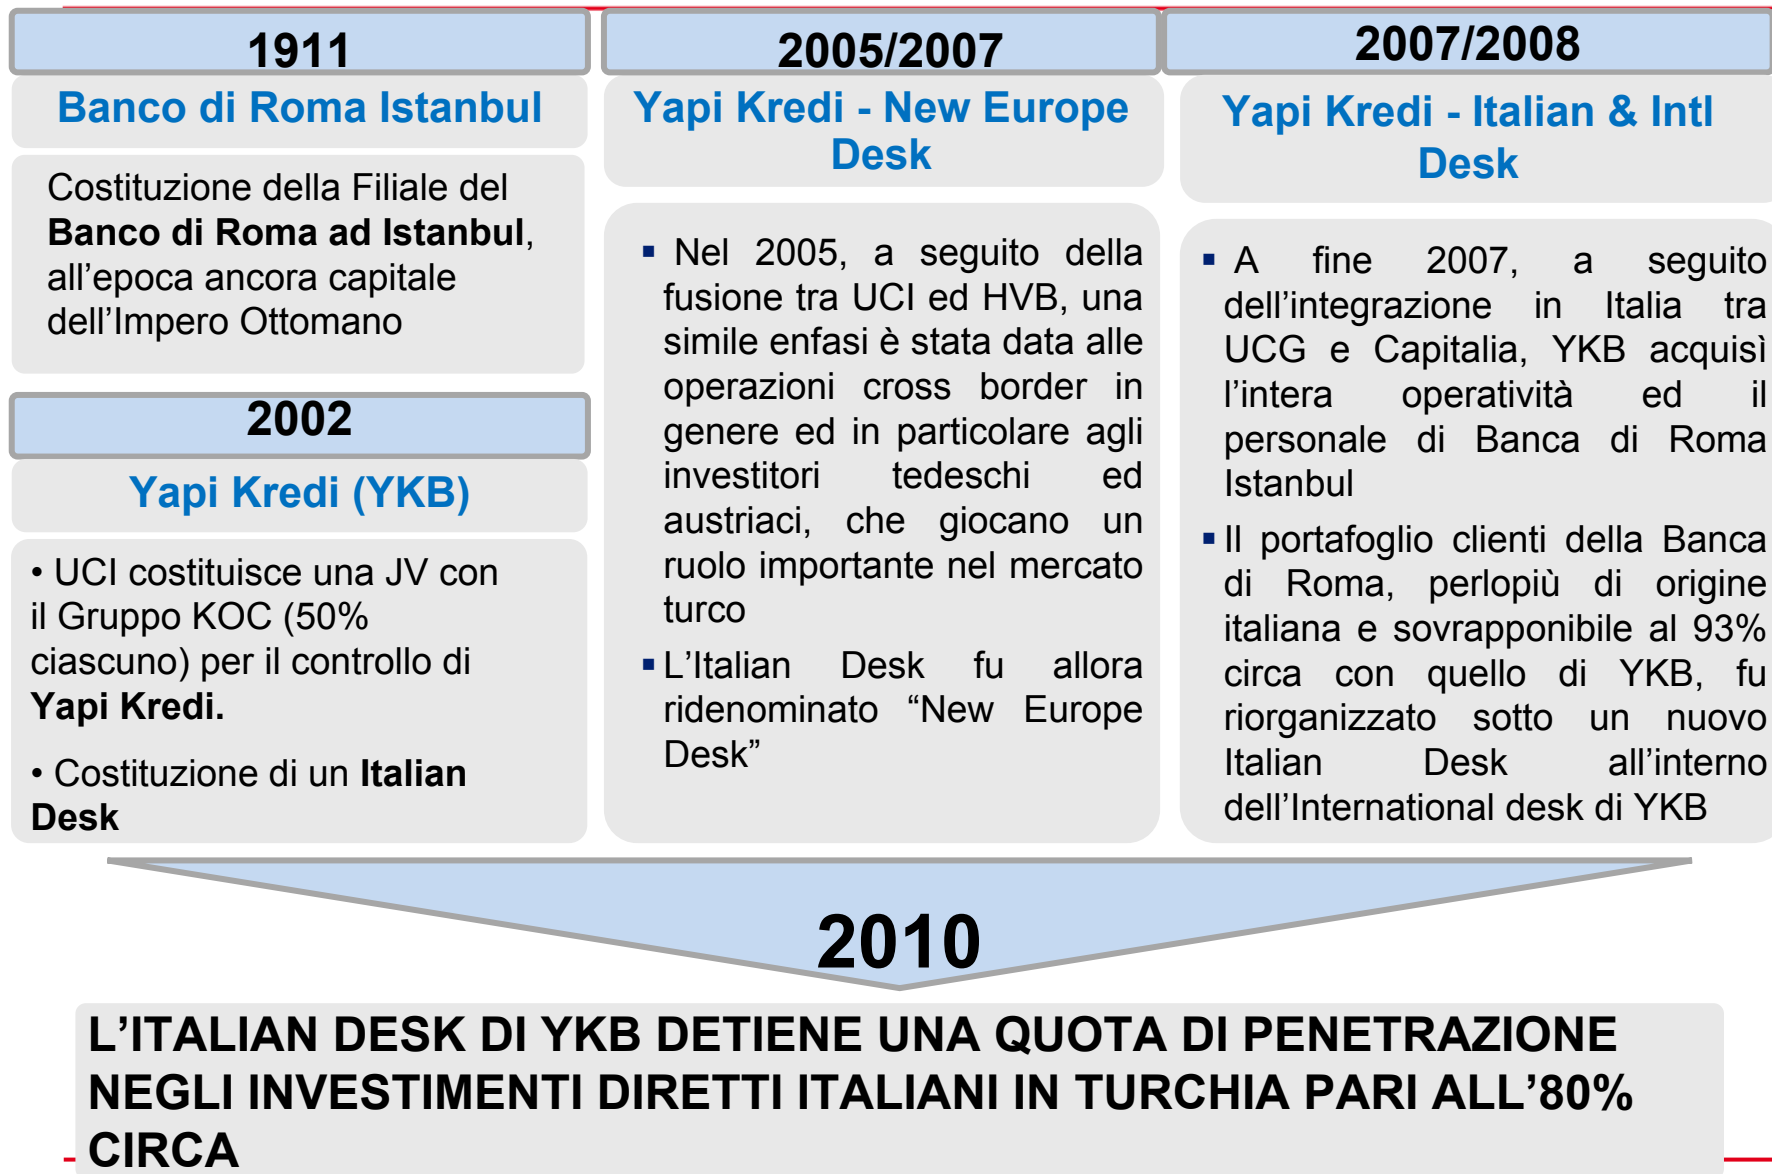 1911
Banco di Roma Istanbul
Costituzione della Filiale del
Banco di Roma ad Istanbul,
all’epoca ancora capitale
dell’Impero Ottomano
2002
Yapi Kredi (YKB)
• UCI costituisce una JV con
il Gruppo KOC (50%
ciascuno) per il controllo di
Yapi Kredi.
• Costituzione di un Italian
Desk
2005/2007
Yapi Kredi - New Europe
Desk
▪ Nel 2005, a seguito della
fusione tra UCI ed HVB, una
simile enfasi è stata data alle
operazioni cross border in
genere ed in particolare agli
investitori tedeschi ed
austriaci, che giocano un
ruolo importante nel mercato
turco
▪ L’Italian Desk fu allora
ridenominato “New Europe
Desk”
2007/2008
Yapi Kredi - Italian & Intl
Desk
▪ A fine 2007, a seguito
dell’integrazione in Italia tra
UCG e Capitalia, YKB acquisì
l’intera operatività ed il
personale di Banca di Roma
Istanbul
▪ Il portafoglio clienti della Banca
di Roma, perlopiù di origine
italiana e sovrapponibile al 93%
circa con quello di YKB, fu
riorganizzato sotto un nuovo
Italian Desk all’interno
dell’International desk di YKB
2010
L’ITALIAN DESK DI YKB DETIENE UNA QUOTA DI PENETRAZIONE
NEGLI INVESTIMENTI DIRETTI ITALIANI IN TURCHIA PARI ALL’80%
CIRCA